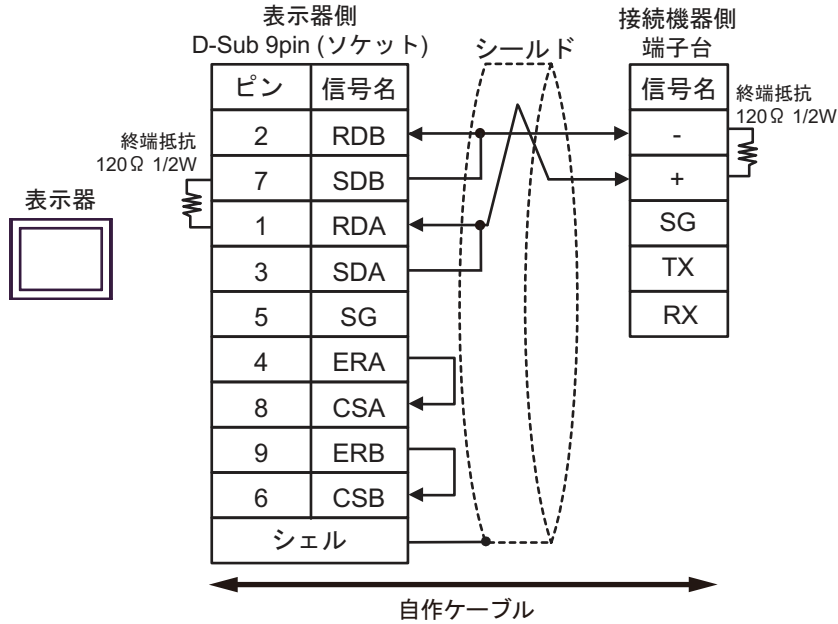 表示器側
D-Sub 9pin (ソケット)
シールド
接続機器側
端子台
ピン 信号名
信号名
終端抵抗
120Ω 1/2W
2 RDB
-
終端抵抗
120Ω 1/2W
7 SDB
+
表示器
1 RDA
SG
3 SDA
TX
5 SG
RX
4 ERA
8 CSA
9 ERB
6 CSB
シェル
自作ケーブル